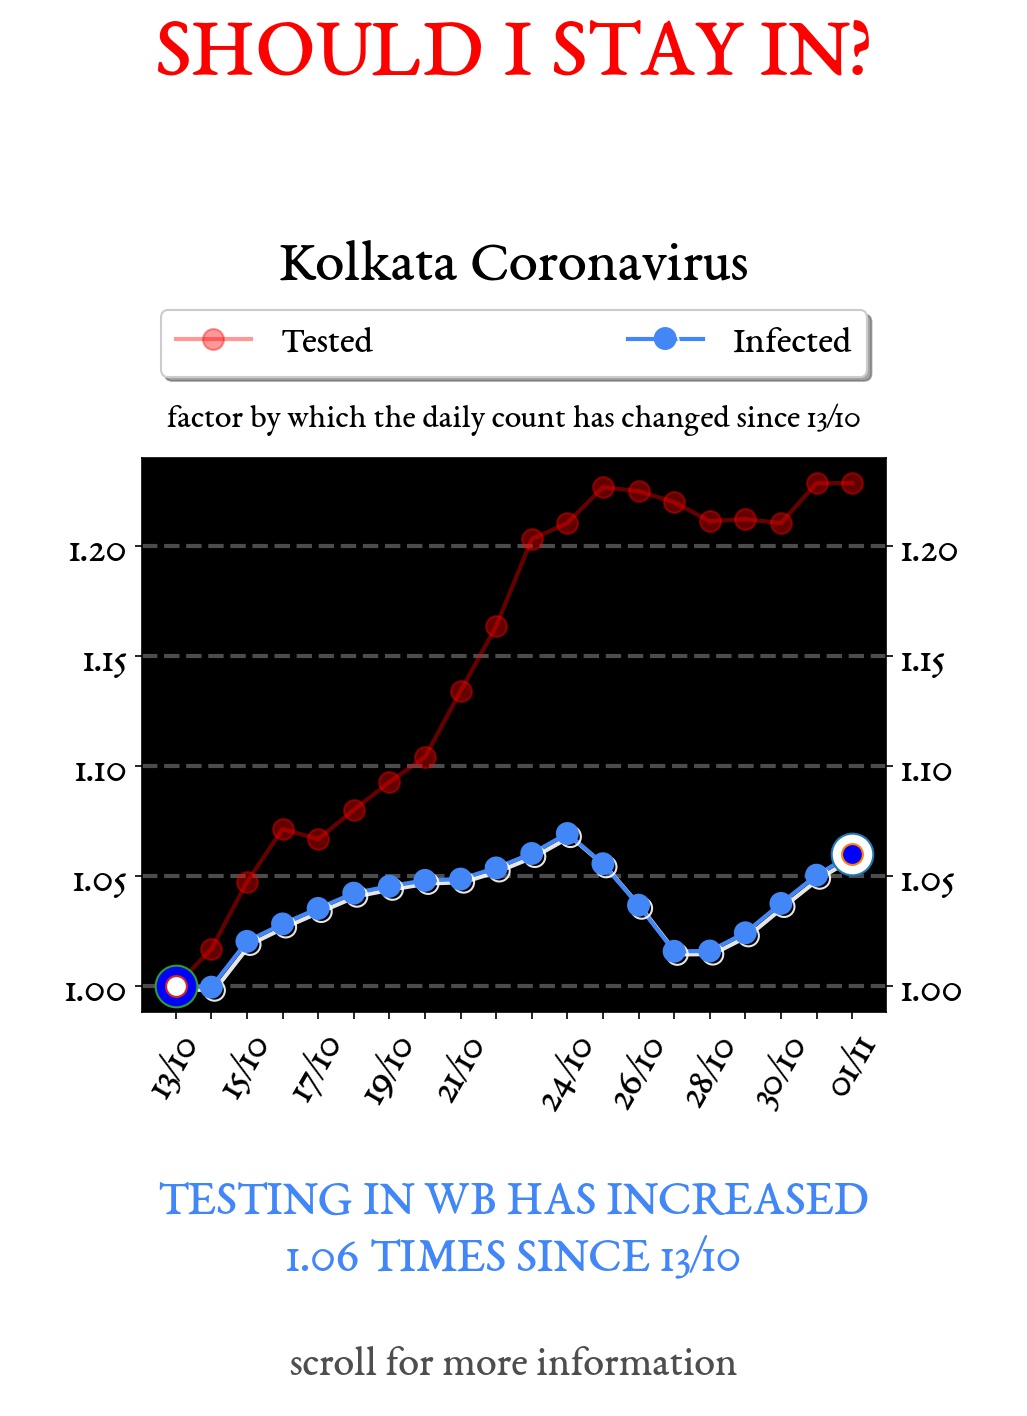 SHOULD I STAY IN?
Kolkata Coronavirus
Tested Infected
factor by which the daily count has changed since 13/10
1.20 1.20
1.15 1.15
1.10 1.10
1.05 1.05
1.00 1.00
13/10 15/10 17/10 19/10 21/10 24/10 26/10 28/10 30/10 01/11
TESTING IN WB HAS INCREASED
1.06 TIMES SINCE 13/10
scroll for more information